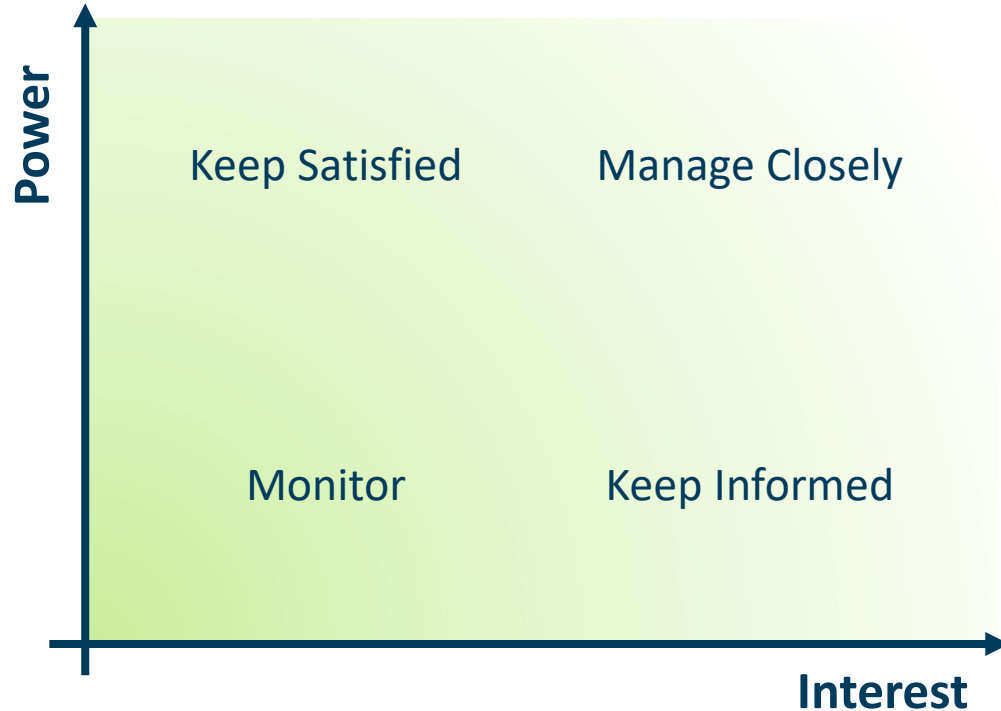 Power
Keep Satisfied
Manage Closely
Monitor
Keep Informed
Interest